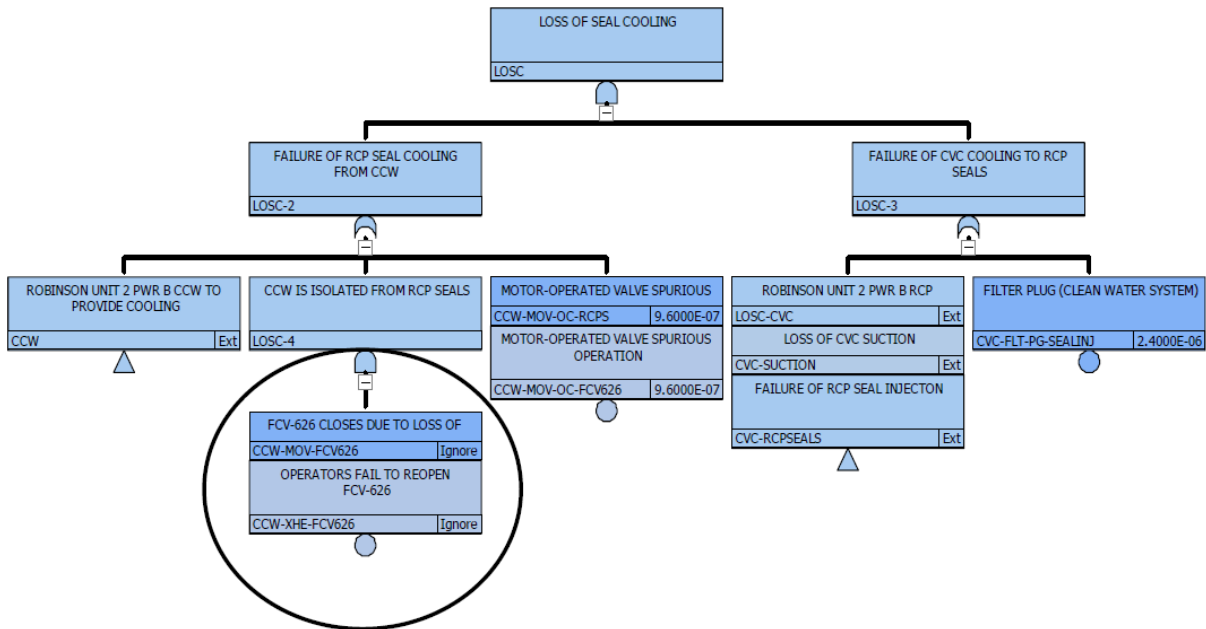 LOSS OF SEAL COOLING
LOSC
FAILURE OF RCP SEAL COOLING
FROM CCW
LOSC-2
FAILURE OF CVC COOLING TO RCP
SEALS
LOSC-3
ROBINSON UNIT 2 PWR B CCW TO
PROVIDE COOLING
CCW Ext
CCW IS ISOLATED FROM RCP SEALS
LOSC-4
MOTOR-OPERATED VALVE SPURIOUS
CCW-MOV-OC-RCPS 9.6000E-07
MOTOR-OPERATED VALVE SPURIOUS
OPERATION
CCW-MOV-OC-FCV626 9.6000E-07
ROBINSON UNIT 2 PWR B RCP
LOSC-CVC Ext
LOSS OF CVC SUCTION
CVC-SUCTION Ext
FAILURE OF RCP SEAL INJECTON
CVC-RCPSEALS Ext
FILTER PLUG (CLEAN WATER SYSTEM)
CVC-FLT-PG-SEALINJ 2.4000E-06
FCV-626 CLOSES DUE TO LOSS OF
CCW-MOV-FCV626 Ignore
OPERATORS FAIL TO REOPEN
FCV-626
CCW-XHE-FCV626 Ignore